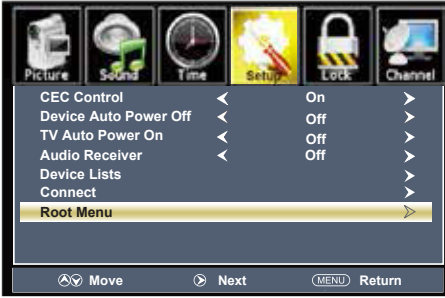 Picture Sound Time Setup Lock Channel
CEC Control On
Device Auto Power Off Off
TV Auto Power On Off
Audio Receiver Off
Device Lists
Connect
Root Menu
Move Next MENU Return